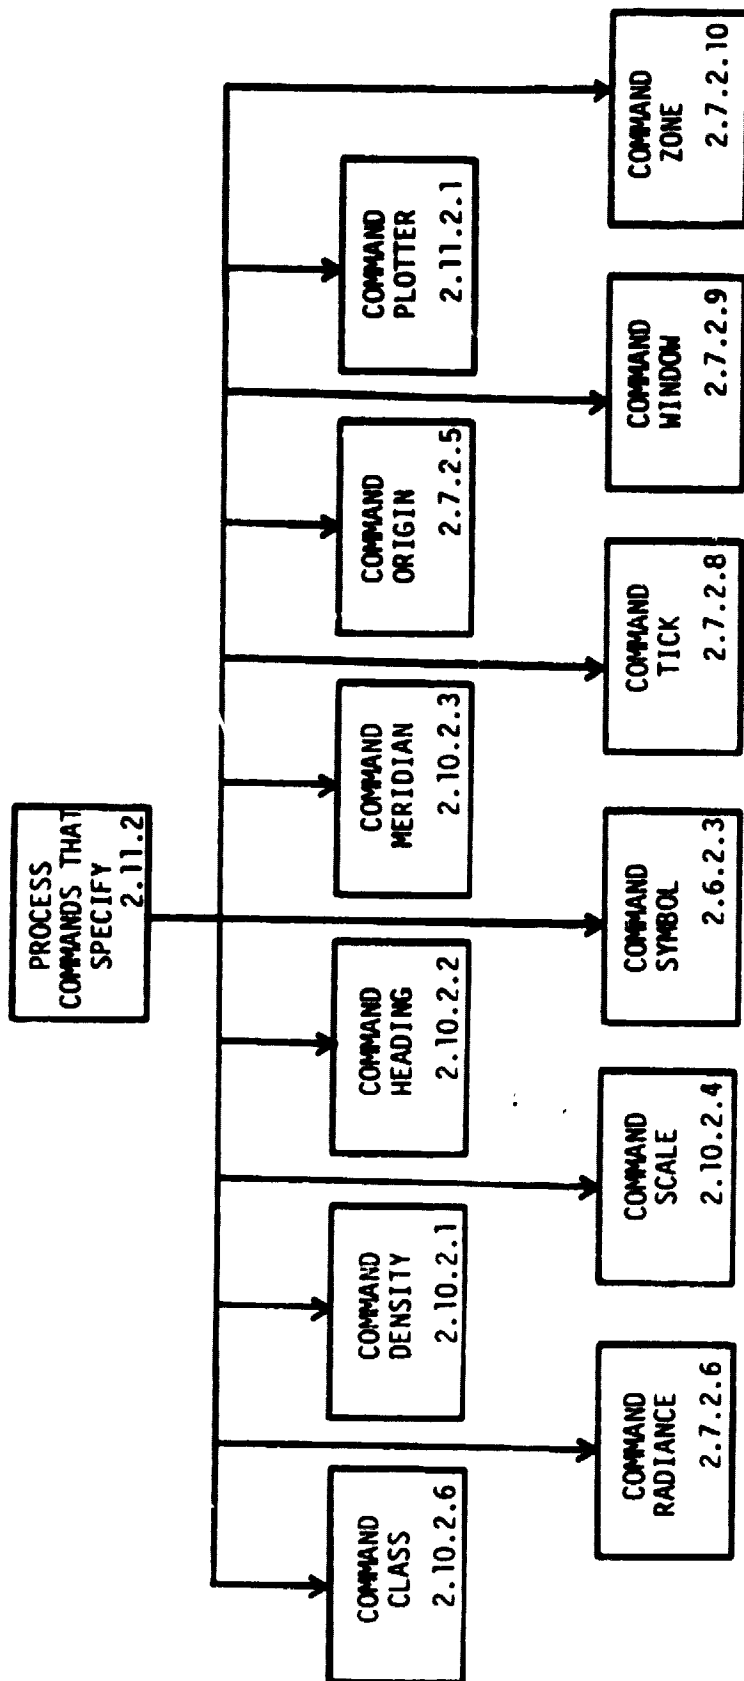 PROCESS
COMMANDS THAT
SPECIFY
2.11.2
COMMAND
CLASS
2.10.2.6
COMMAND
DENSITY
2.10.2.1
COMMAND
HEADING
2.10.2.2
COMMAND
MERIDIAN
2.10.2.3
COMMAND
ORIGIN
2.7.2.5
COMMAND
PLOTTER
2.11.2.1
COMMAND
RADIANCE
2.7.2.6
COMMAND
SCALE
2.10.2.4
COMMAND
SYMBOL
2.6.2.3
COMMAND
TICK
2.7.2.8
COMMAND
WINDOW
2.7.2.9
COMMAND
ZONE
2.7.2.10